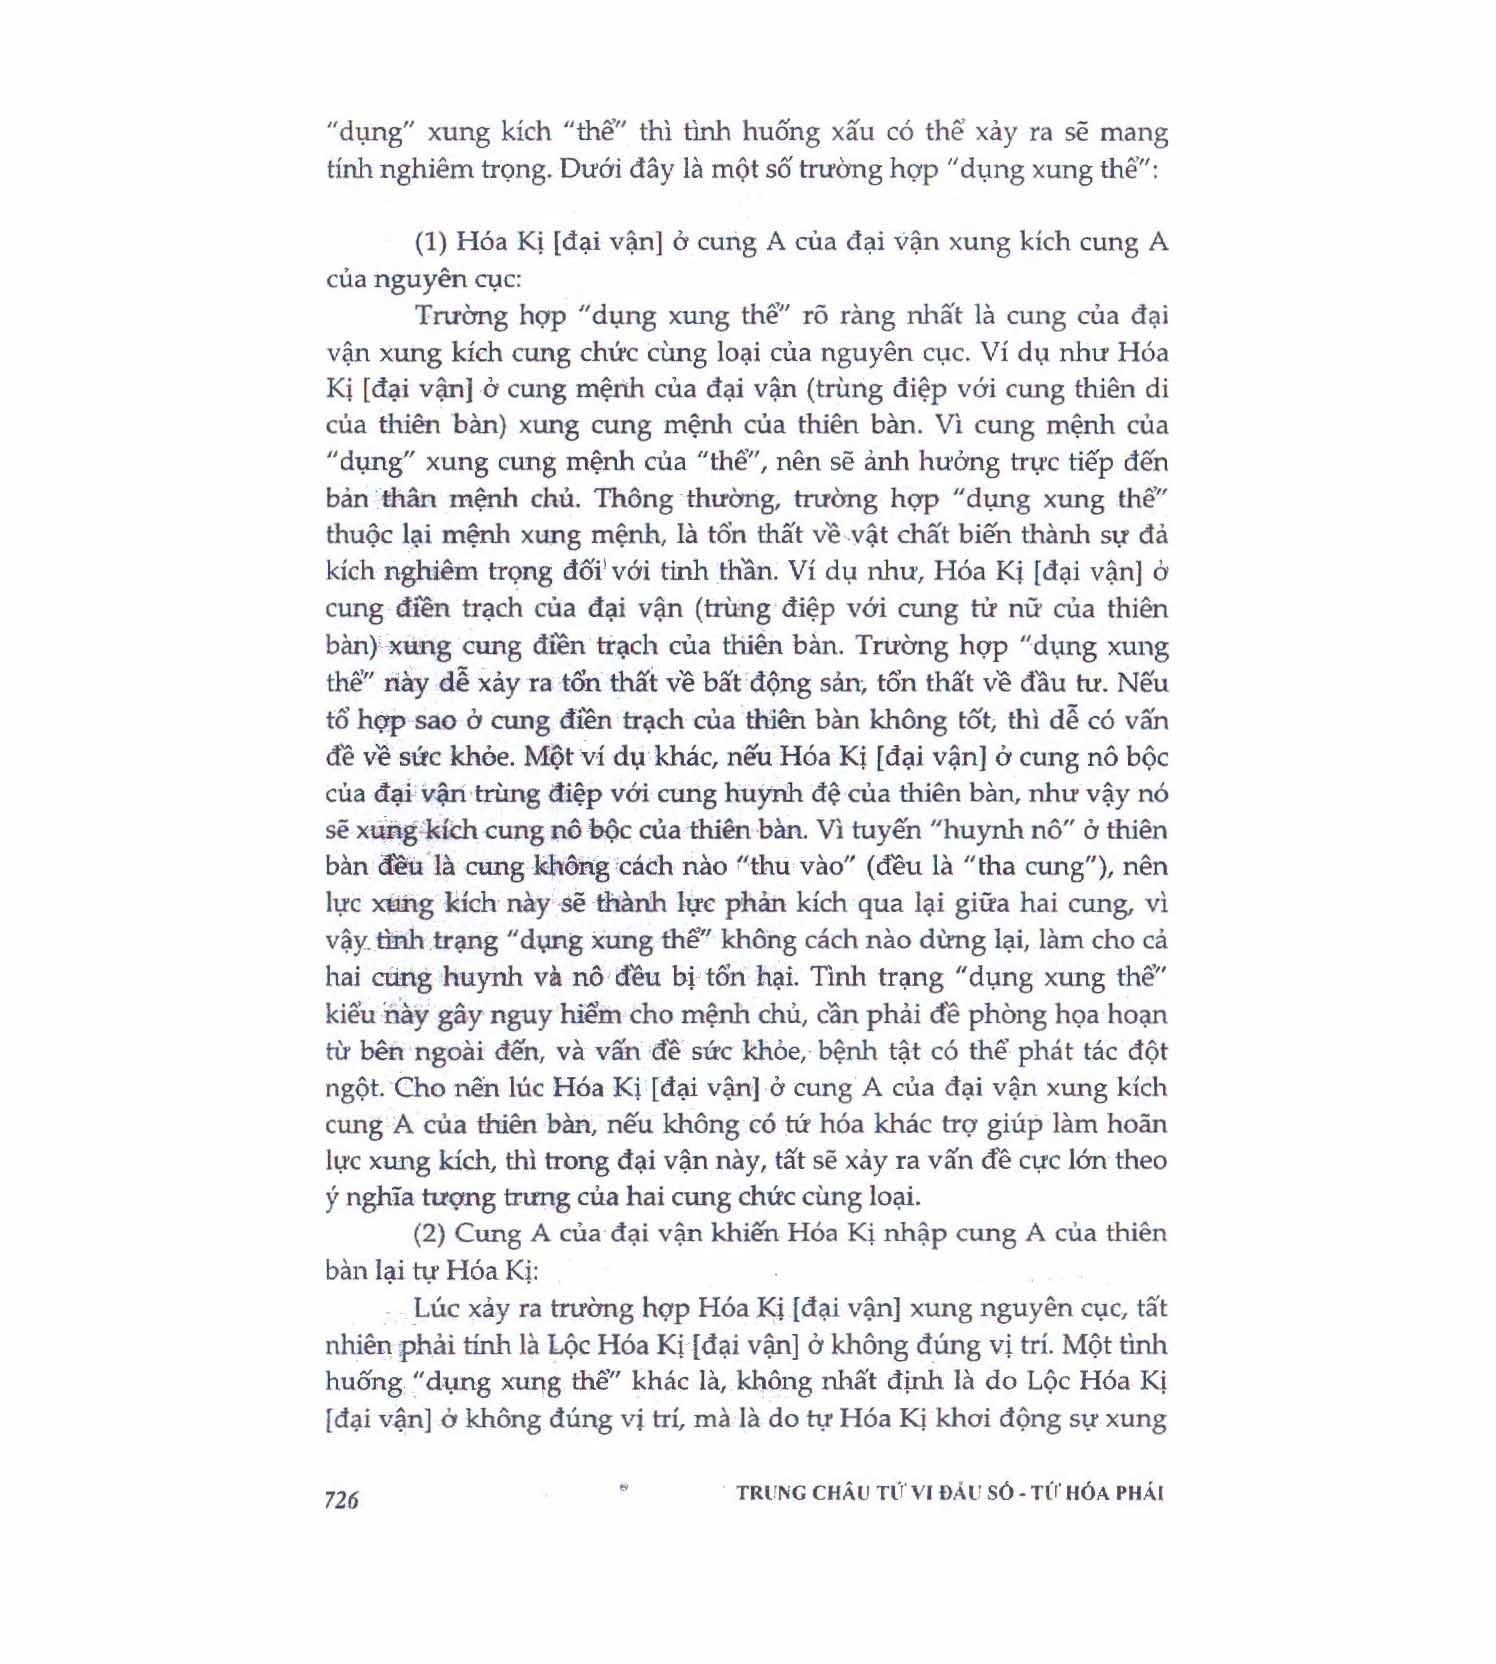 "dụng" xung kích "thể" thì tình huống xấu có thể xảy ra sẽ mang
tính nghiêm trọng. Dưới đây là một số trường hợp "dụng xung thể":
(1) Hóa Kị [đại vận] ở cung A của đại vận xung kích cung A
của nguyên cục:
Trường hợp "dụng xung thể" rõ ràng nhất là cung của đại
vận xung kích cung chức cùng loại của nguyên cục. Ví dụ như Hóa
Kị [đại vận] ở cung mệnh của đại vận (trùng điệp với cung thiên di
của thiên bàn) xung cung mệnh của thiên bàn. Vì cung mệnh của
"dụng" xung cung mệnh của "thể", nên sẽ ảnh hưởng trực tiếp đến
bản thân mệnh chủ. Thông thường, trường hợp "dụng xung thể"
thuộc lại mệnh xung mệnh, là tổn thất về vật chất biến thành sự đả
kích nghiêm trọng đối với tinh thần. Ví dụ như, Hóa Kị [đại vận] ở
cung điền trạch của đại vận (trùng điệp với cung tử nữ của thiên
bàn) xung cung điền trạch của thiên bàn. Trường hợp "dụng xung
thể" này dễ xảy ra tổn thất về bất động sản, tổn thất về đầu tư. Nếu
tổ hợp sao ở cung điền trạch của thiên bàn không tốt, thì dễ có vấn
đề về sức khỏe. Một ví dụ khác, nếu Hóa Kị [đại vận] ở cung nô bộc
của đại vận trùng điệp với cung huynh đệ của thiên bàn, như vậy nó
sẽ xung kích cung nô bộc của thiên bàn. Vì tuyến "huynh nô" ở thiên
bàn đều là cung không cách nào "thu vào" (đều là "tha cung"), nên
lực xung kích này sẽ thành lực phản kích qua lại giữa hai cung, vì
vậy tình trạng "dụng xung thể" không cách nào dừng lại, làm cho cả
hai cung huynh và nô đều bị tổn hại. Tình trạng "dụng xung thể"
kiểu này gây nguy hiểm cho mệnh chủ, cần phải đề phòng họa hoạn
từ bên ngoài đến, và vấn đề sức khỏe, bệnh tật có thể phát tác đột
ngột. Cho nến lúc Hóa Kị [đại vận] ở cung A của đại vận xung kích
cung A của thiên bàn, nếu không có tứ hóa khác trợ giúp làm hoãn
lực xung kích, thì trong đại vận này, tất sẽ xảy ra vấn đề cực lớn theo
ý nghĩa tượng trưng của hai cung chức cùng loại.
(2) Cung A của đại vận khiến Hóa Kị nhập cung A của thiên
bàn lại tự Hóa Kị:
Lúc xảy ra trường hợp Hóa Kị [đại vận] xung nguyên cục, tất
nhiên phải tính là Lộc Hóa Kị [đại vận] ở không đúng vị trí. Một tình
huống "dụng xung thể" khác là, không nhất định là do Lộc Hóa Kị
[đại vận] ở không đúng vị trí, mà là do tự Hóa Kị khơi động sự xung
726
TRUNG CHÂU TỬ VI ĐẨU SỐ - TỨ HÓA PHÁI